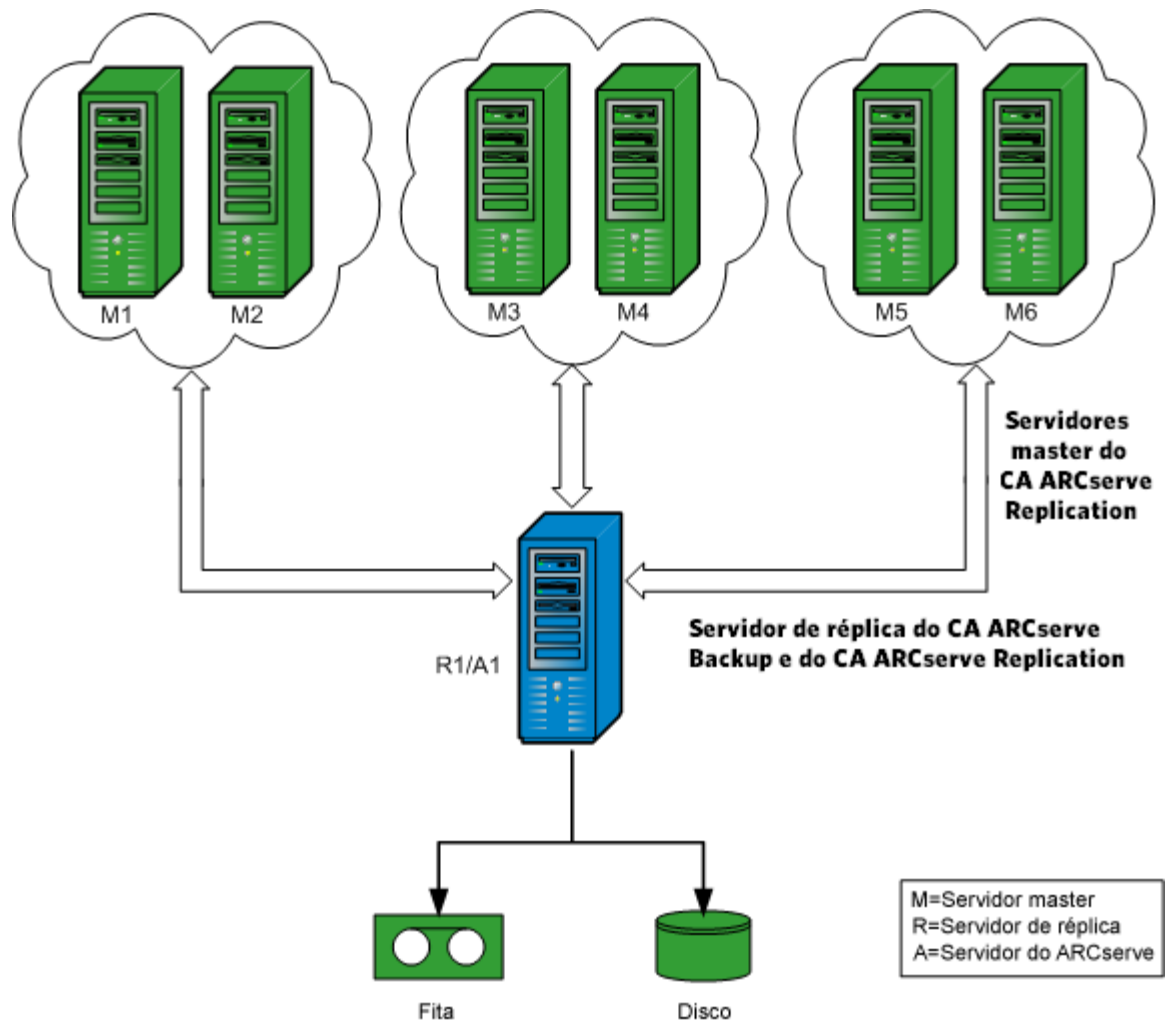 M1
M2
M3
M4
M5
M6
Servidores
master do
CA ARCserve
Replication
Servidor de réplica do CA ARCserve
Backup e do CA ARCserve Replication
R1/A1
Fita
Disco
M=Servidor master
R=Servidor de réplica
A=Servidor do ARCserve